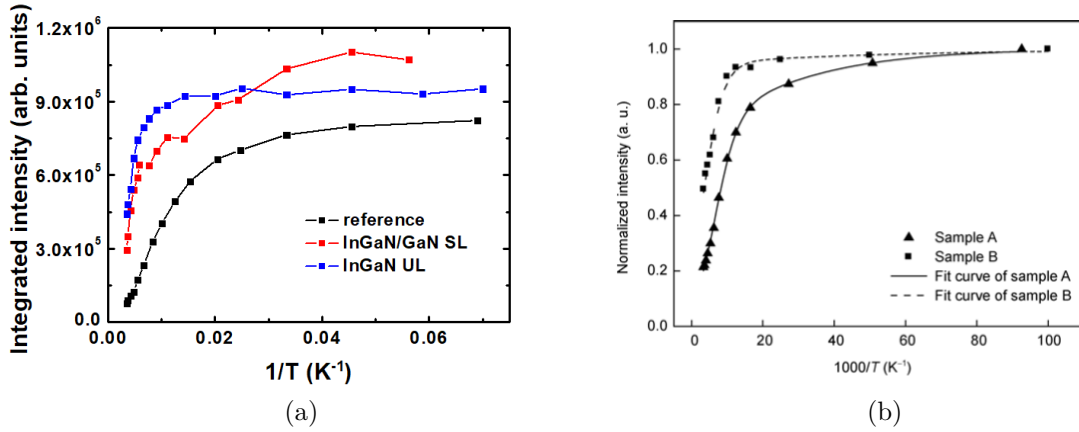 Integrated intensity (arb. units)
1.2x10⁶
9.0x10⁵
6.0x10⁵
3.0x10⁵
0.0
0.00
0.02
0.04
0.06
1/T (K⁻¹)
reference
InGaN/GaN SL
InGaN UL
(a)
Normalized intensity (a. u.)
1.0
0.8
0.6
0.4
0.2
0.0
0
20
40
60
80
100
1000/T (K⁻¹)
Sample A
Sample B
Fit curve of sample A
Fit curve of sample B
(b)